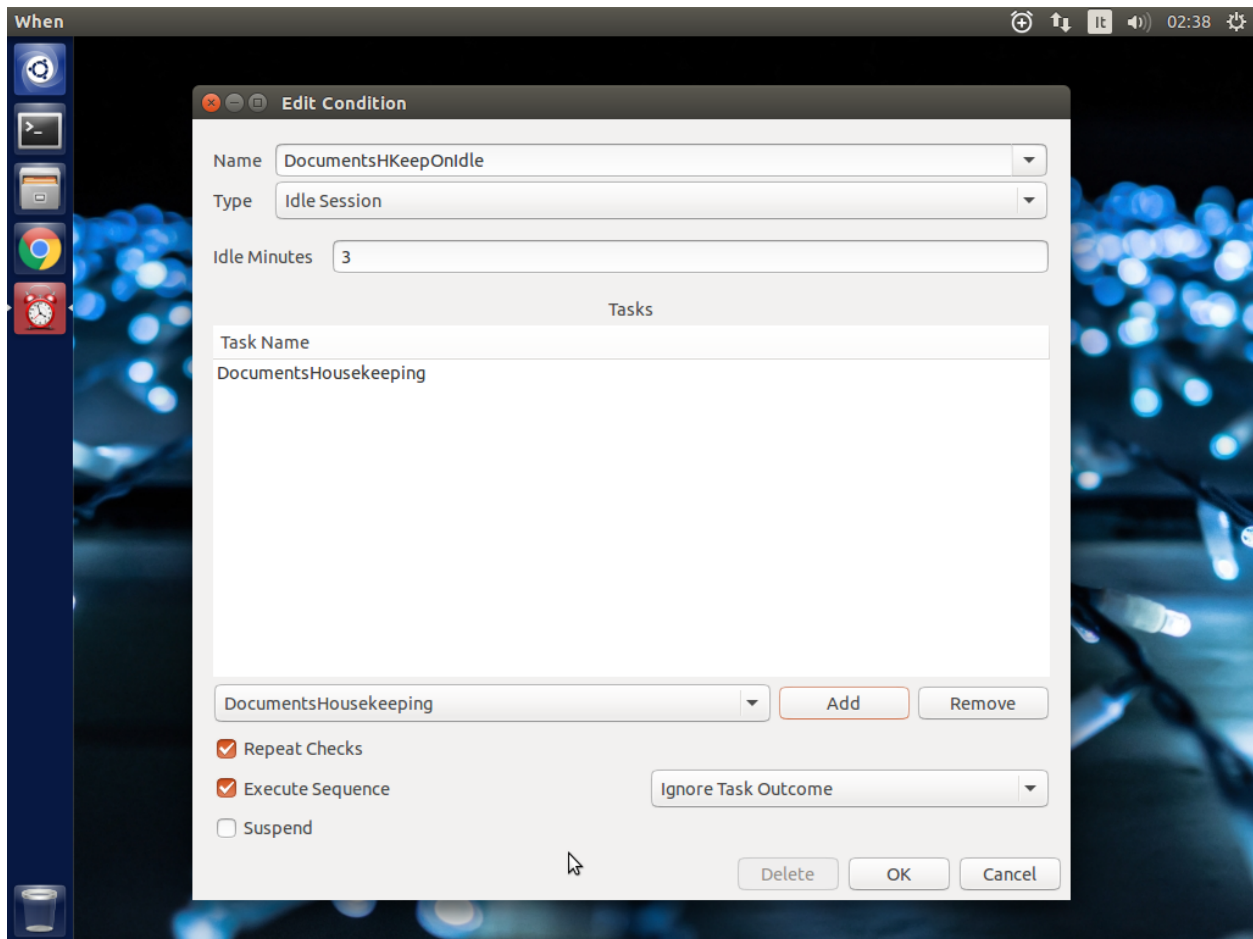 When It 02:38
Edit Condition
Name DocumentsHKeepOnIdle
Type Idle Session
Idle Minutes 3
Tasks
Task Name
DocumentsHousekeeping
DocumentsHousekeeping Add Remove
Repeat Checks
Execute Sequence Ignore Task Outcome
Suspend
Delete OK Cancel